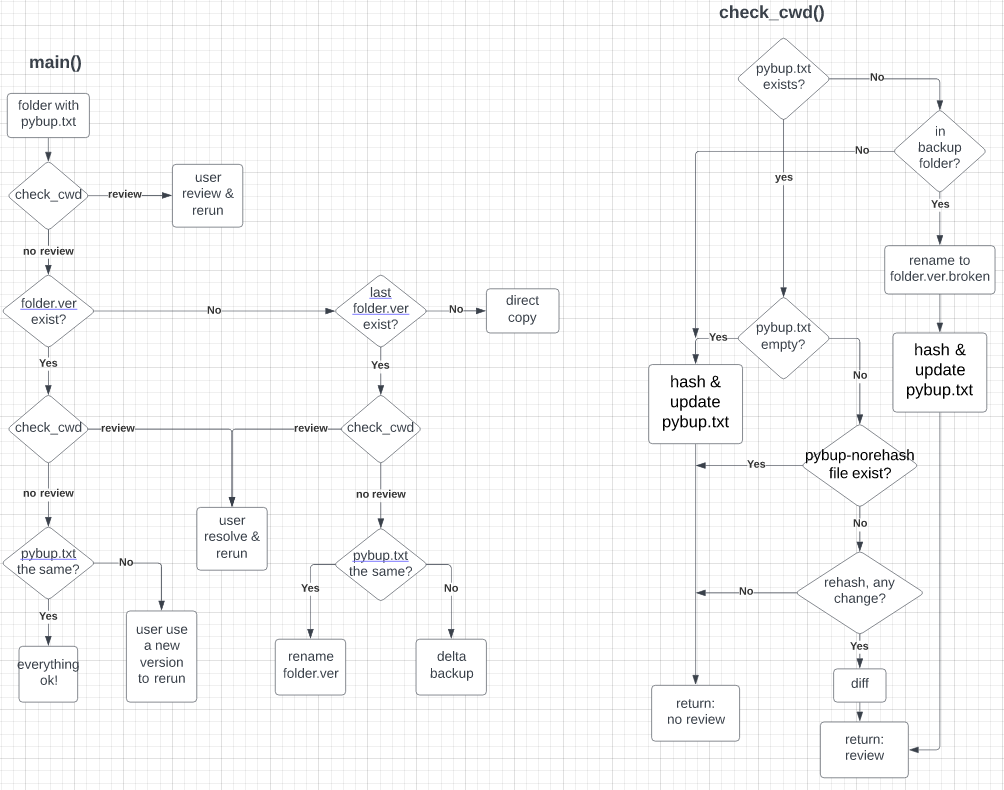 main()
folder with
pybup.txt
check_cwd
review
user
review &
rerun
no review
folder.ver
exist?
No
last
folder.ver
exist?
No
direct
copy
Yes
Yes
check_cwd
review
review
check_cwd
no review
no review
user
resolve &
rerun
pybup.txt
the same?
No
pybup.txt
the same?
Yes
Yes
No
everything
ok!
user use
a new
version
to rerun
rename
folder.ver
delta
backup
check_cwd()
pybup.txt
exists?
No
in
backup
folder?
No
yes
Yes
rename to
folder.ver.broken
pybup.txt
empty?
Yes
No
hash &
update
pybup.txt
hash &
update
pybup.txt
pybup-norehash
file exist?
Yes
No
rehash, any
change?
No
Yes
diff
return:
no review
return:
review